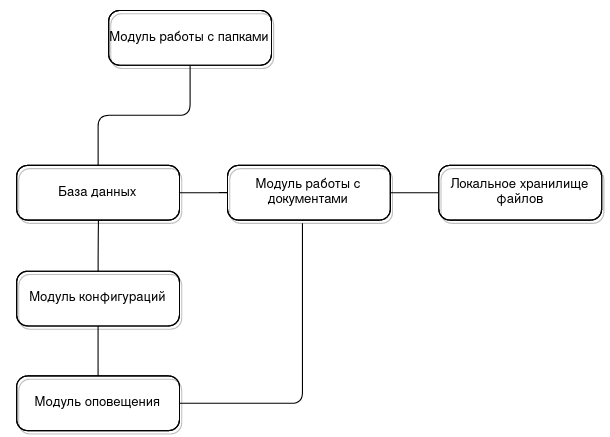 Модуль работы с папками
База данных
Модуль работы с
документами
Локальное хранилище
файлов
Модуль конфигураций
Модуль оповещения